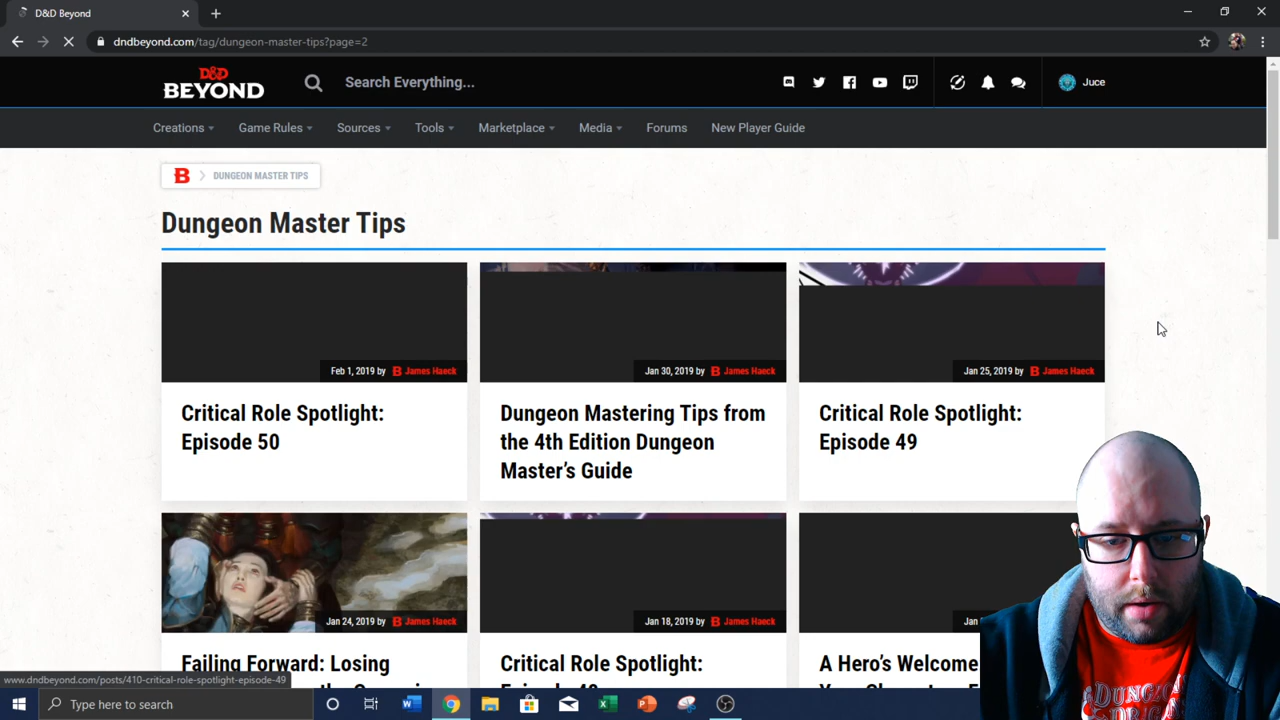 D&D Beyond
dndbeyond.com/tag/dungeon-master-tips?page=2
D&D
BEYOND
Search Everything...
Juce
Creations
Game Rules
Sources
Tools
Marketplace
Media
Forums
New Player Guide
B
DUNGEON MASTER TIPS
Dungeon Master Tips
Feb 1, 2019 by B James Haeck
Jan 30, 2019 by B James Haeck
Jan 25, 2019 by B James Haeck
Critical Role Spotlight:
Episode 50
Dungeon Mastering Tips from
the 4th Edition Dungeon
Master's Guide
Critical Role Spotlight:
Episode 49
Jan 24, 2019 by B James Haeck
Jan 18, 2019 by B James Haeck
Failing Forward: Losing
Critical Role Spotlight:
A Hero's Welcome
www.dndbeyond.com/posts/410-critical-role-spotlight-episode-49
Type here to search